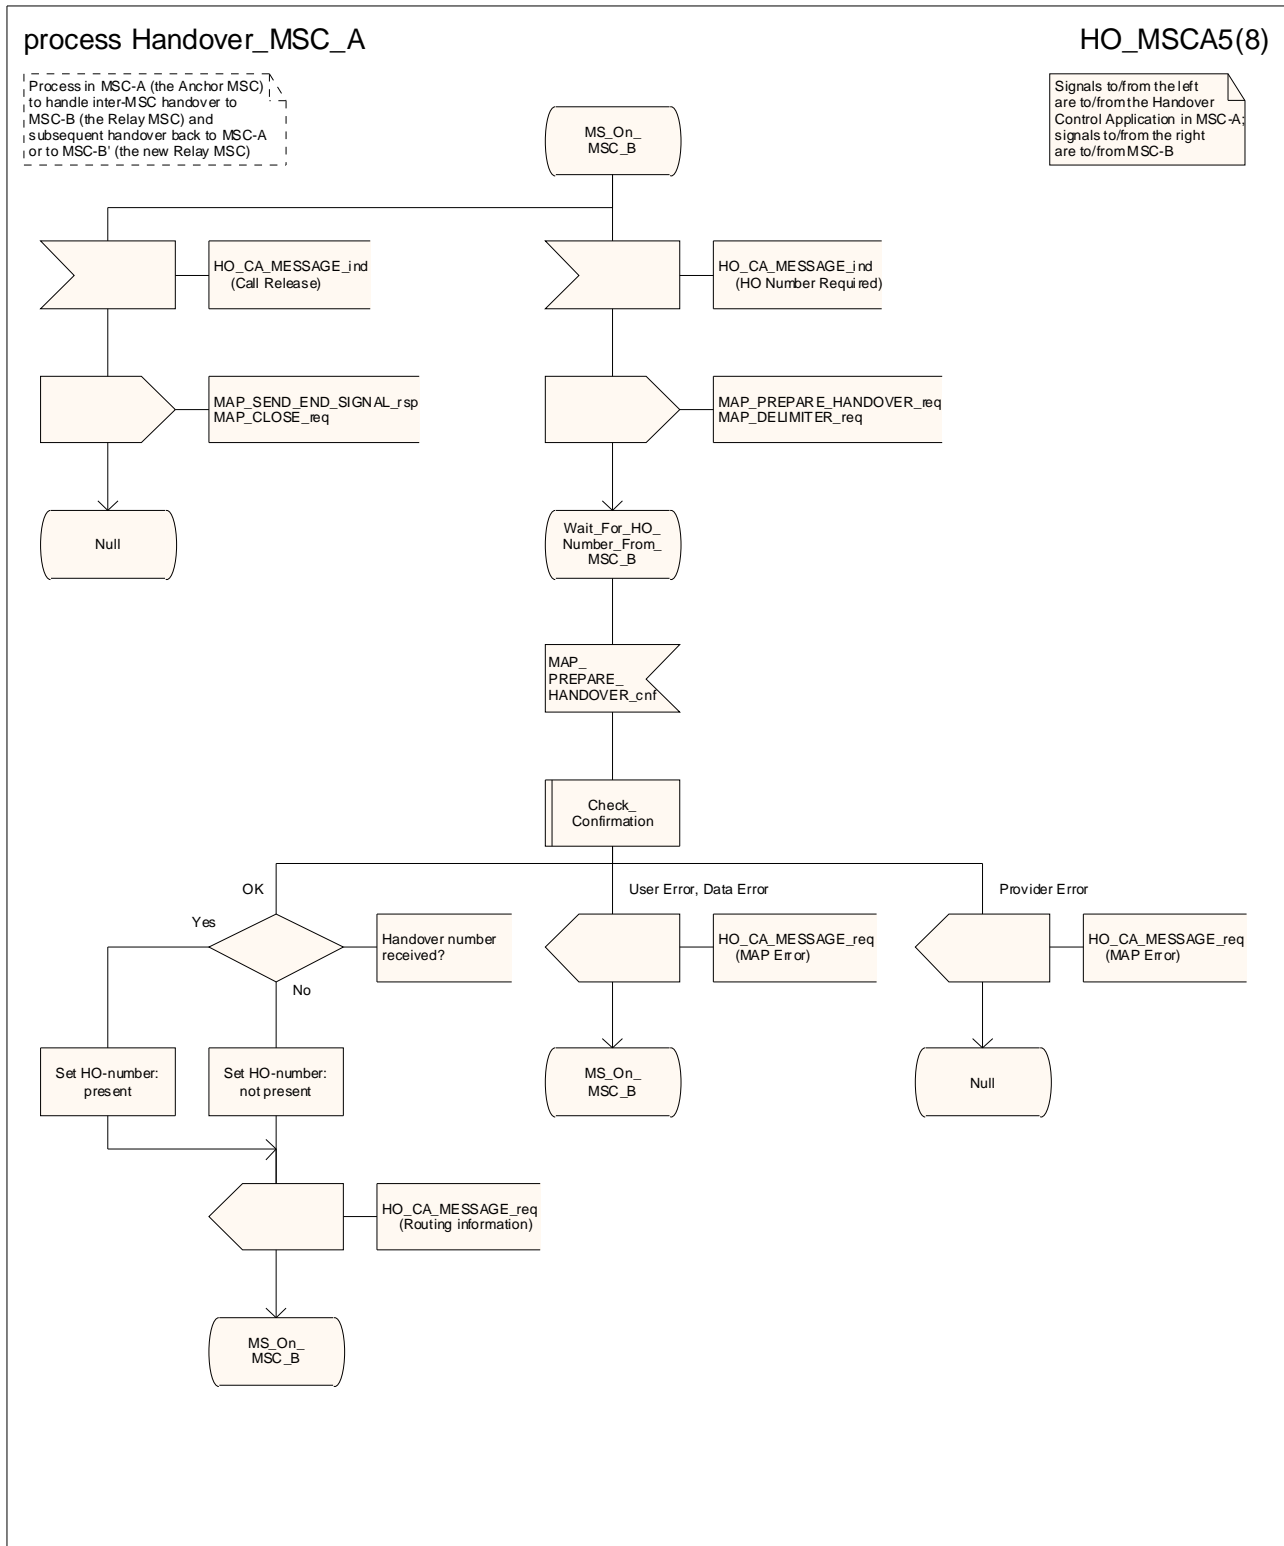 process Handover_MSC_A
HO_MSCA5(8)
Process in MSC-A (the Anchor MSC)
to handle inter-MSC handover to
MSC-B (the Relay MSC) and
subsequent handover back to MSC-A
or to MSC-B' (the new Relay MSC)
Signals to/from the left
are to/from the Handover
Control Application in MSC-A;
signals to/from the right
are to/from MSC-B
MS_On_
MSC_B
HO_CA_MESSAGE_ind
(Call Release)
HO_CA_MESSAGE_ind
(HO Number Required)
MAP_SEND_END_SIGNAL_rsp
MAP_CLOSE_req
MAP_PREPARE_HANDOVER_req
MAP_DELIMITER_req
Null
Wait_For_HO_
Number_From_
MSC_B
MAP_
PREPARE_
HANDOVER_cnf
Check_
Confirmation
OK
User Error, Data Error
Provider Error
Yes
Handover number
received?
No
HO_CA_MESSAGE_req
(MAP Error)
HO_CA_MESSAGE_req
(MAP Error)
Set HO-number:
present
Set HO-number:
not present
MS_On_
MSC_B
Null
HO_CA_MESSAGE_req
(Routing information)
MS_On_
MSC_B